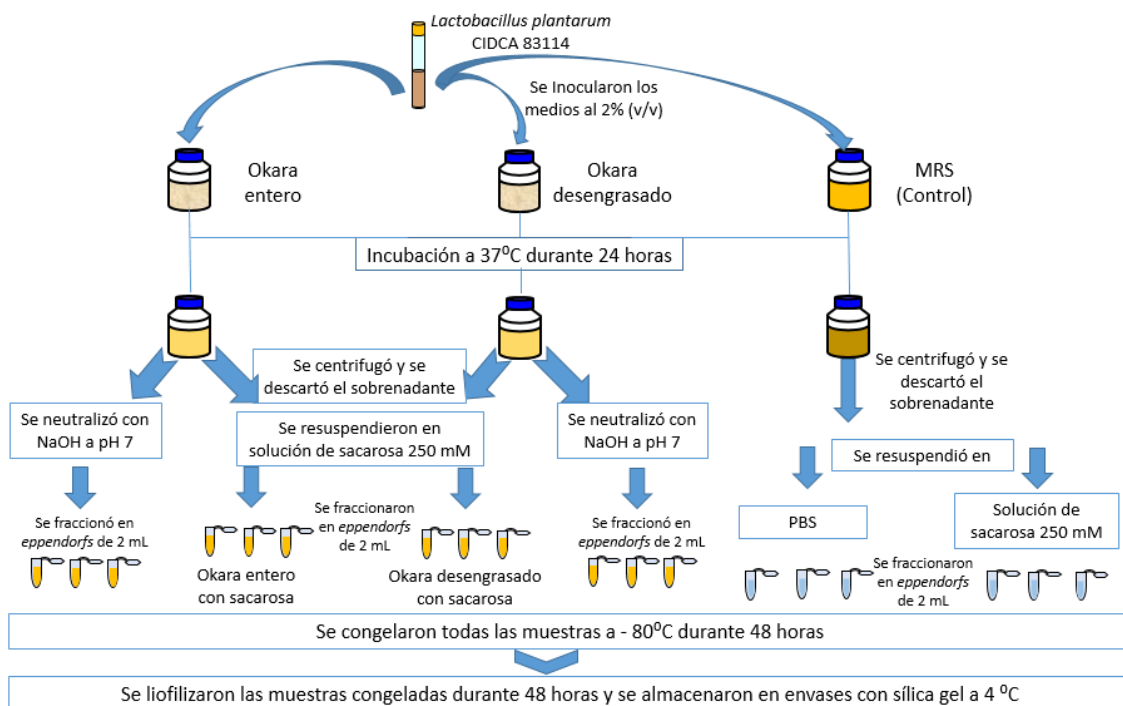 Lactobacillus plantarum
CIDCA 83114
Se Inocularon los
medios al 2% (v/v)
Okara
entero
Okara
desengrasado
MRS
(Control)
Incubación a 37⁰C durante 24 horas
Se centrifugó y se
descartó el sobrenadante
Se centrifugó y se
descartó el
sobrenadante
Se neutralizó con
NaOH a pH 7
Se resuspendieron en
solución de sacarosa 250 mM
Se neutralizó con
NaOH a pH 7
Se resuspendió en
Se fraccionó en
eppendorfs de 2 mL
Okara entero
con sacarosa
Se fraccionaron
en eppendorfs
de 2 mL
Okara desengrasado
con sacarosa
Se fraccionó en
eppendorfs de 2 mL
PBS
Solución de
sacarosa 250 mM
Se fraccionaron
en eppendorfs
de 2 mL
Se congelaron todas las muestras a - 80⁰C durante 48 horas
Se liofilizaron las muestras congeladas durante 48 horas y se almacenaron en envases con sílica gel a 4 ⁰C